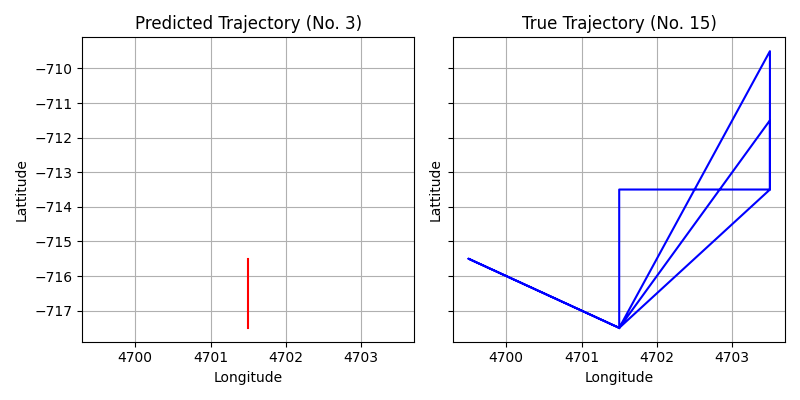 Predicted Trajectory (No. 3)
True Trajectory (No. 15)
−710
−711
−712
−713
−714
−715
−716
−717
Lattitude
Lattitude
4700 4701 4702 4703
4700 4701 4702 4703
Longitude
Longitude